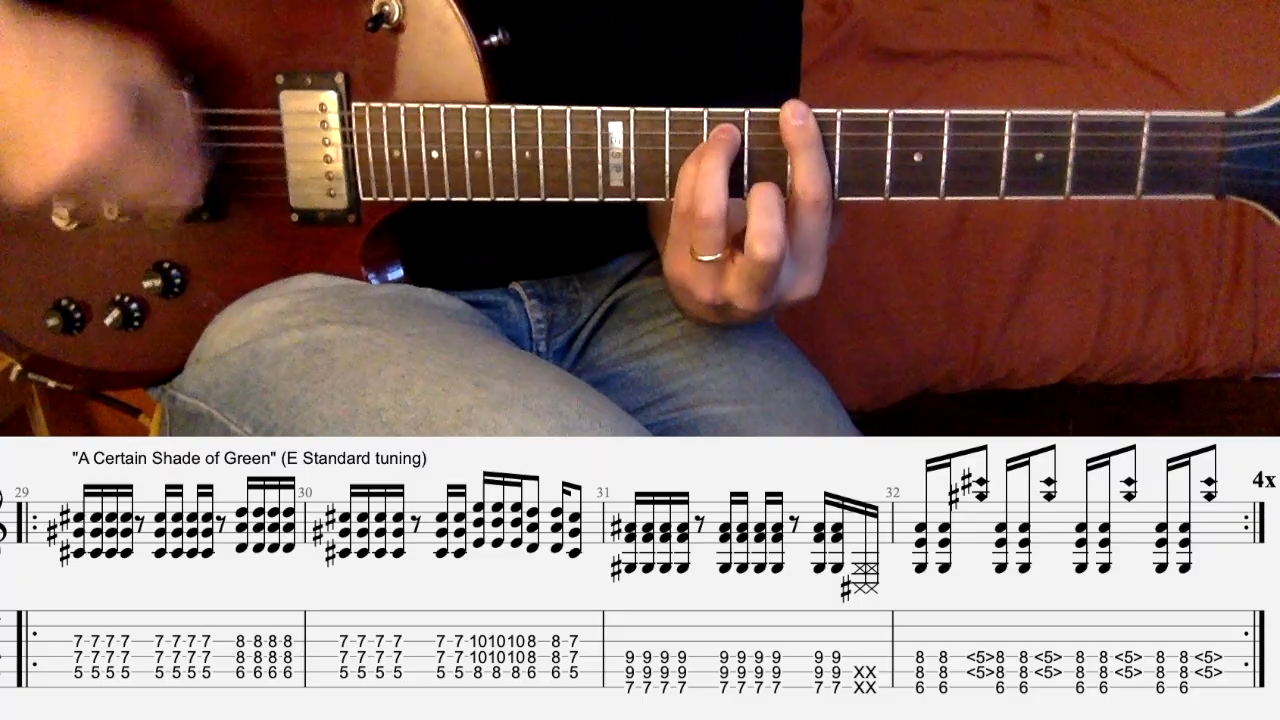 "A Certain Shade of Green" (E Standard tuning)
4x
29 30 31 32
7 7 7 7 7 7 7 7 8 8 8 8 7 7 7 7 7 7 10 10 10 8 8 7
7 7 7 7 7 7 7 7 8 8 8 8 7 7 7 7 7 7 10 10 10 8 8 7 9 9 9 9 9 9 9 9 9 9 8 8 <5> 8 8 <5> 8 8 <5> 8 8 <5>
5 5 5 5 5 5 5 5 6 6 6 6 5 5 5 5 5 5 8 8 8 6 6 5 9 9 9 9 9 9 9 9 9 9 X X 8 8 <5> 8 8 <5> 8 8 <5> 8 8 <5>
7 7 7 7 7 7 7 7 7 7 X X 6 6 6 6 6 6 6 6